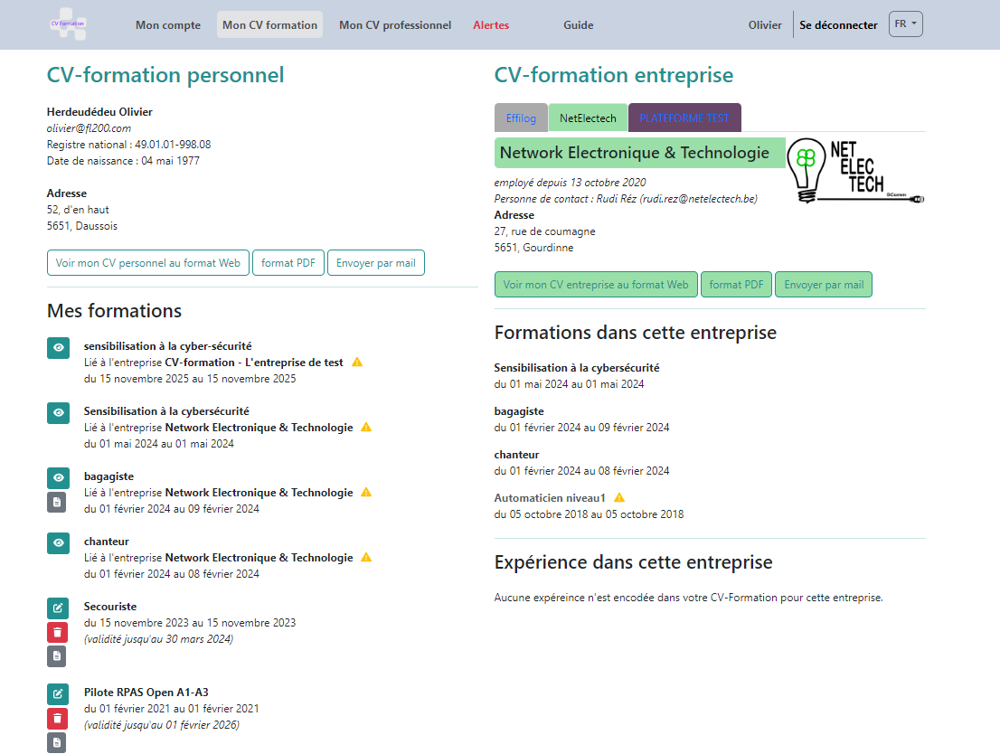 CV Formation
Mon compte
Mon CV formation
Mon CV professionnel
Alertes
Guide
Olivier
Se déconnecter
FR
CV-formation personnel
Herdeudédeu Olivier
olivier@fl200.com
Registre national : 49.01.01-998.08
Date de naissance : 04 mai 1977
Adresse
52, d'en haut
5651, Daussois
Voir mon CV personnel au format Web
format PDF
Envoyer par mail
Mes formations
sensibilisation à la cyber-sécurité
Lié à l'entreprise CV-formation - L'entreprise de test
du 15 novembre 2025 au 15 novembre 2025
Sensibilisation à la cybersécurité
Lié à l'entreprise Network Electronique & Technologie
du 01 mai 2024 au 01 mai 2024
bagagiste
Lié à l'entreprise Network Electronique & Technologie
du 01 février 2024 au 09 février 2024
chanteur
Lié à l'entreprise Network Electronique & Technologie
du 01 février 2024 au 08 février 2024
Secouriste
du 15 novembre 2023 au 15 novembre 2023
(validité jusqu'au 30 mars 2024)
Pilote RPAS Open A1-A3
du 01 février 2021 au 01 février 2021
(validité jusqu'au 01 février 2026)
CV-formation entreprise
Effilog
NetElectech
PLATEFORME TEST
Network Electronique & Technologie
NET
ELEC
TECH
SComm
employé depuis 13 octobre 2020
Personne de contact : Rudi Réz (rudi.rez@netelectech.be)
Adresse
27, rue de coumagne
5651, Gourdinne
Voir mon CV entreprise au format Web
format PDF
Envoyer par mail
Formations dans cette entreprise
Sensibilisation à la cybersécurité
du 01 mai 2024 au 01 mai 2024
bagagiste
du 01 février 2024 au 09 février 2024
chanteur
du 01 février 2024 au 08 février 2024
Automaticien niveau1
du 05 octobre 2018 au 05 octobre 2018
Expérience dans cette entreprise
Aucune expéreince n'est encodée dans votre CV-Formation pour cette entreprise.